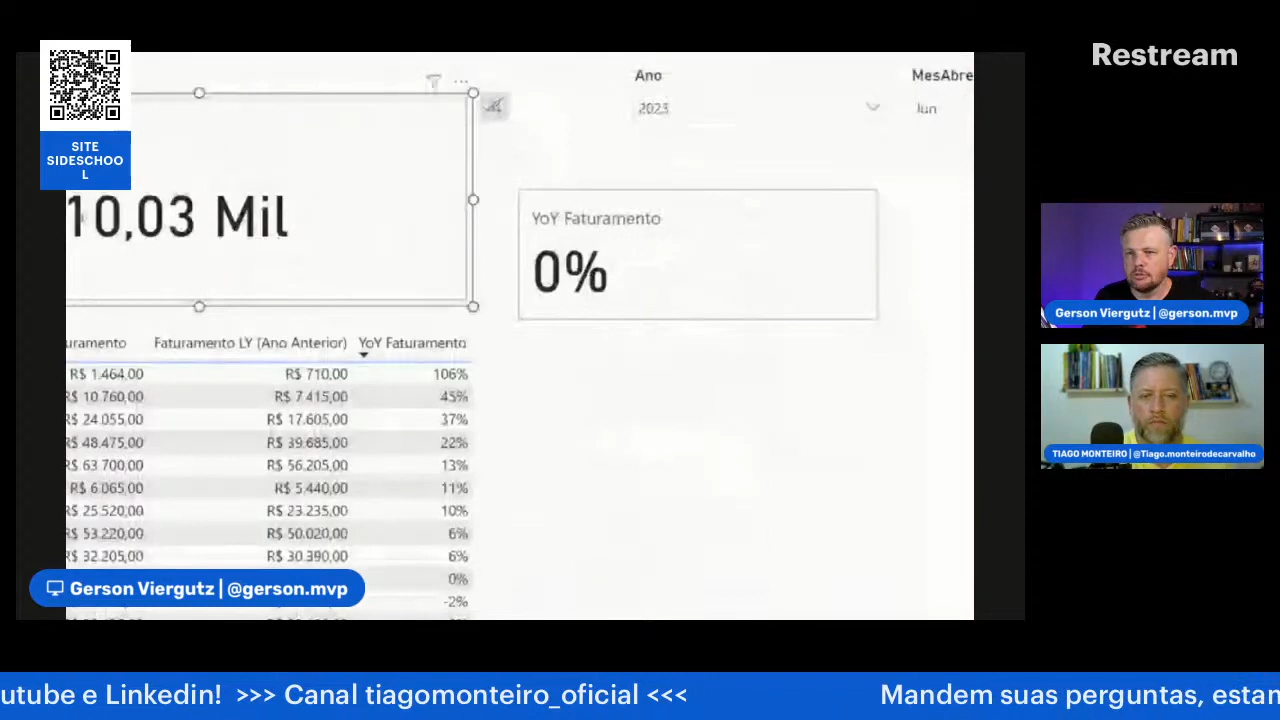 Restream
SITE
SIDESCHOO
L
Ano
MesAbre
2023
Jun
10,03 Mil
YoY Faturamento
0%
uramento Faturamento LY (Ano Anterior) YoY Faturamento
R$ 1.464,00 R$ 710,00 106%
R$ 10.760,00 R$ 7.415,00 45%
R$ 24.055,00 R$ 17.605,00 37%
R$ 48.475,00 R$ 39.685,00 22%
R$ 63.700,00 R$ 56.205,00 13%
R$ 6.065,00 R$ 5.440,00 11%
R$ 25.520,00 R$ 23.235,00 10%
R$ 53.220,00 R$ 50.020,00 6%
R$ 32.205,00 R$ 30.390,00 6%
0%
-2%
Gerson Viergutz | @gerson.mvp
Gerson Viergutz | @gerson.mvp
TIAGO MONTEIRO | @Tiago.monteirodecarvalho
utube e Linkedin! >>> Canal tiagomonteiro_oficial <<< Mandem suas perguntas, estan